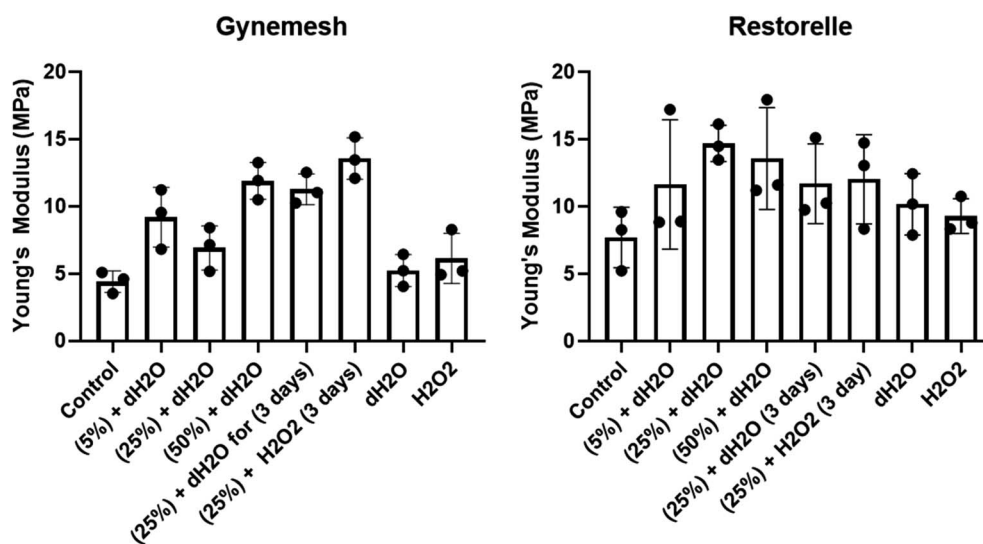 Gynemesh
Young's Modulus (MPa)
20
15
10
5
0
Control
(5%) + dH2O
(25%) + dH2O
(50%) + dH2O
(25%) + dH2O for (3 days)
(25%) + H2O2 (3 days)
dH2O
H2O2
Restorelle
Young's Modulus (MPa)
20
15
10
5
0
Control
(5%) + dH2O
(25%) + dH2O
(50%) + dH2O
(25%) + dH2O (3 days)
(25%) + H2O2 (3 day)
dH2O
H2O2